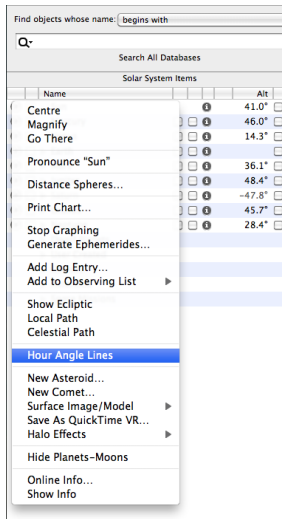 Find objects whose name: begins with
Search All Databases
Solar System Items
Name Alt
41.0°
46.0°
14.3°
36.1°
48.4°
-47.8°
45.7°
28.4°
Centre
Magnify
Go There
Pronounce “Sun”
Distance Spheres...
Print Chart...
Stop Graphing
Generate Ephemerides...
Add Log Entry...
Add to Observing List
Show Ecliptic
Local Path
Celestial Path
Hour Angle Lines
New Asteroid...
New Comet...
Surface Image/Model
Save As QuickTime VR...
Halo Effects
Hide Planets-Moons
Online Info...
Show Info